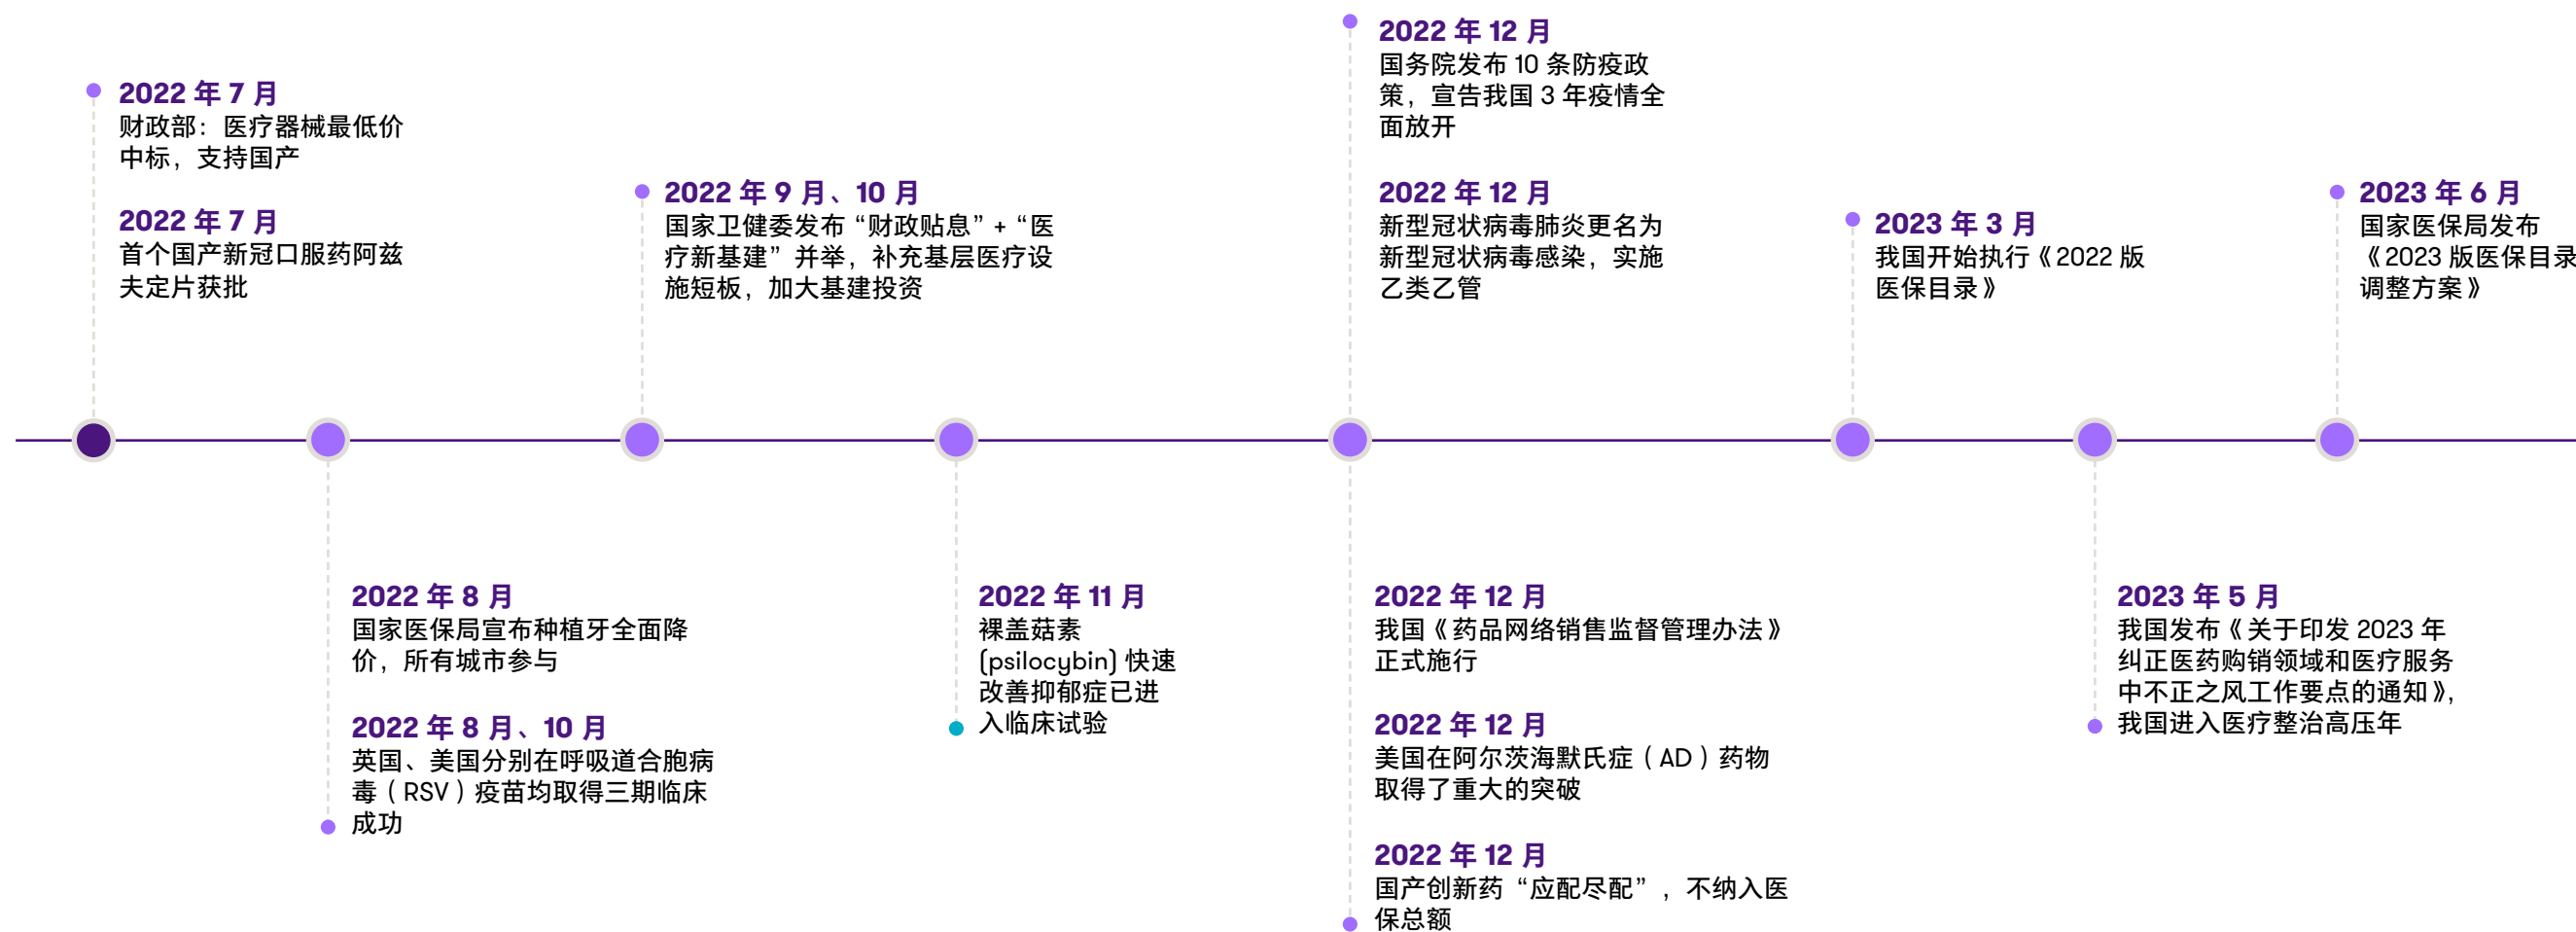 2022 年 7 月
财政部：医疗器械最低价
中标，支持国产
2022 年 7 月
首个国产新冠口服药阿兹
夫定片获批
2022 年 8 月
国家医保局宣布种植牙全面降
价，所有城市参与
2022 年 8 月、10 月
英国、美国分别在呼吸道合胞病
毒（RSV）疫苗均取得三期临床
成功
2022 年 9 月、10 月
国家卫健委发布“财政贴息”+“医
疗新基建”并举，补充基层医疗设
施短板，加大基建投资
2022 年 11 月
裸盖菇素
(psilocybin) 快速
改善抑郁症已进
入临床试验
2022 年 12 月
国务院发布 10 条防疫政
策，宣告我国 3 年疫情全
面放开
2022 年 12 月
新型冠状病毒肺炎更名为
新型冠状病毒感染，实施
乙类乙管
2022 年 12 月
我国《药品网络销售监督管理办法》
正式施行
2022 年 12 月
美国在阿尔茨海默氏症（AD）药物
取得了重大的突破
2022 年 12 月
国产创新药“应配尽配”，不纳入医
保总额
2023 年 3 月
我国开始执行《2022 版
医保目录》
2023 年 5 月
我国发布《关于印发 2023 年
纠正医药购销领域和医疗服务
中不正之风工作要点的通知》，
我国进入医疗整治高压年
2023 年 6 月
国家医保局发布
《2023 版医保目录
调整方案》